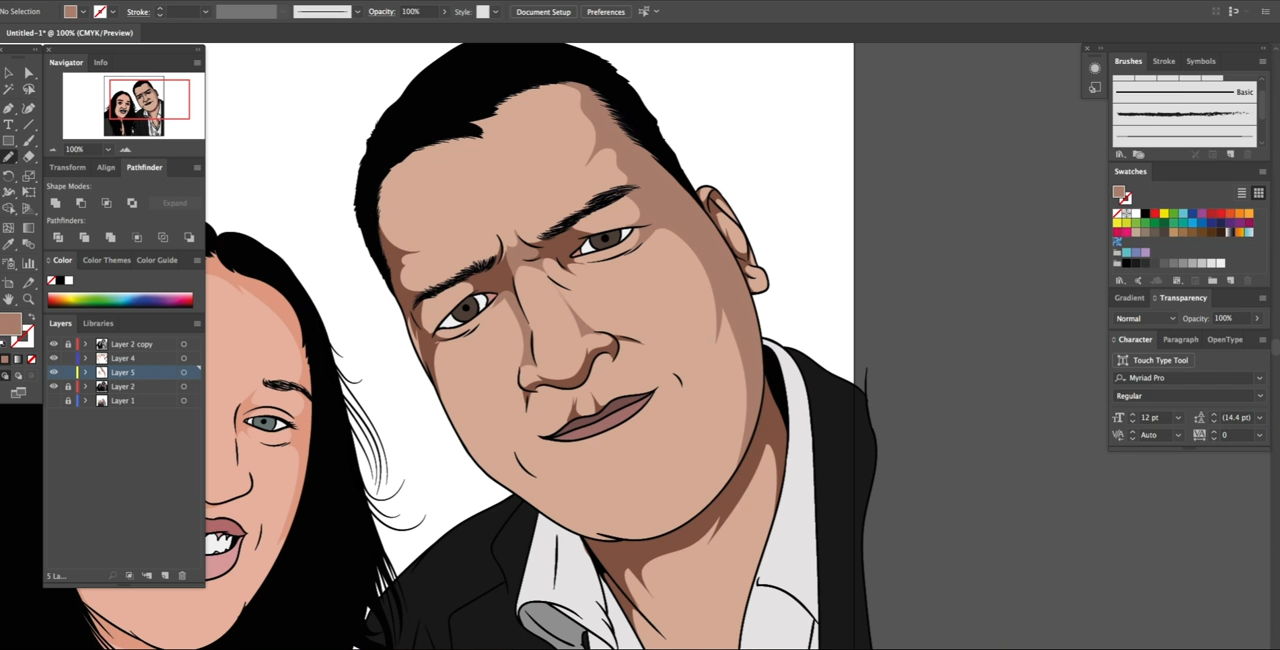 No Selection
Stroke:
Opacity: 100%
Style:
Document Setup
Preferences
Untitled-1* @ 100% (CMYK/Preview)
Navigator Info
100%
Transform Align Pathfinder
Shape Modes:
Expand
Pathfinders:
Color Color Themes Color Guide
Layers Libraries
Layer 2 copy
Layer 4
Layer 5
Layer 2
Layer 1
5 La...
Brushes Stroke Symbols
Basic
Swatches
Gradient Transparency
Normal Opacity: 100%
Character Paragraph OpenType
Touch Type Tool
Myriad Pro
Regular
12 pt (14.4 pt)
Auto 0